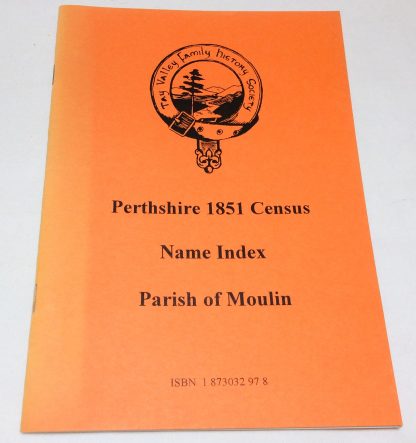 Tay Valley Family History Society
Perthshire 1851 Census
Name Index
Parish of Moulin
ISBN 1 873032 97 8